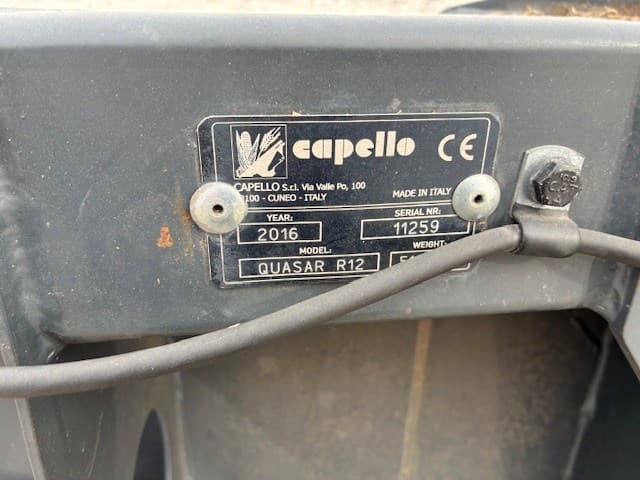 capello CE
CAPELLO S.r.l. Via Valle Po, 100
100 - CUNEO - ITALY
MADE IN ITALY
YEAR: SERIAL NR:
2016 11259
MODEL: WEIGHT:
QUASAR R12